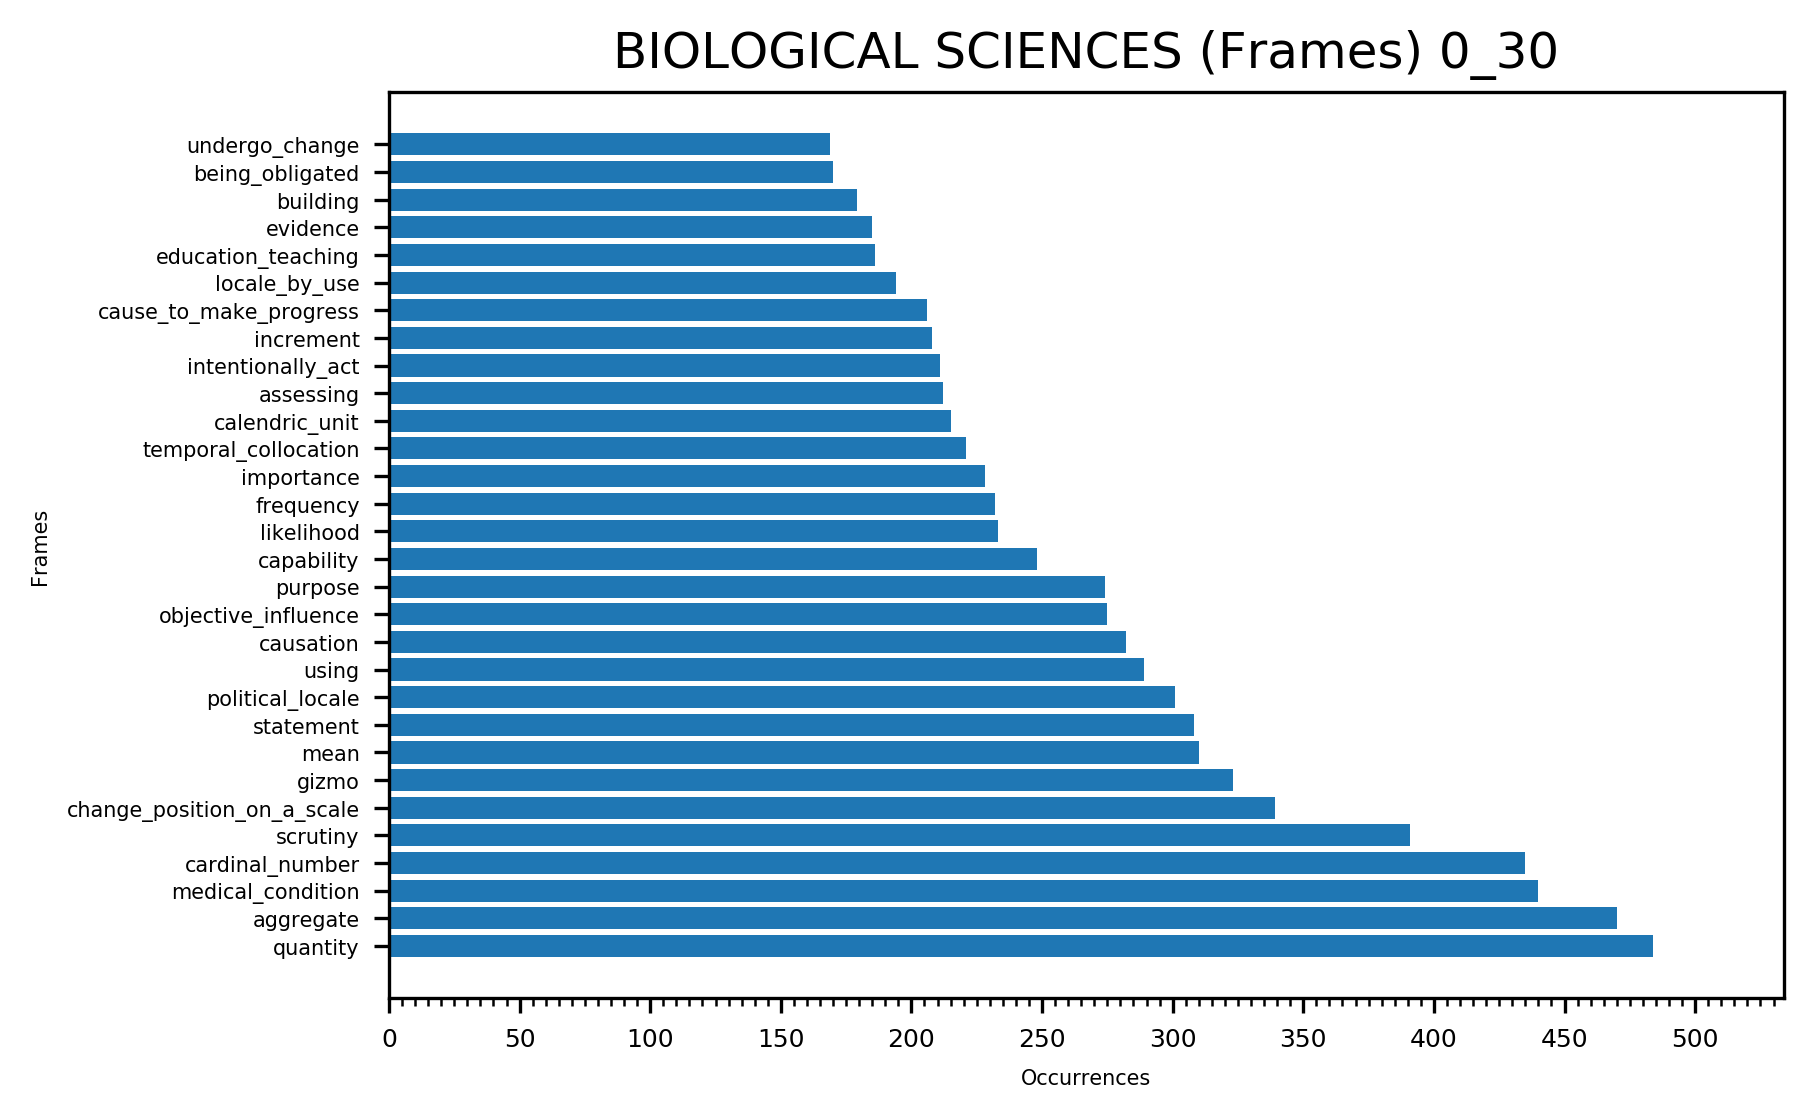 BIOLOGICAL SCIENCES (Frames) 0_30
undergo_change
being_obligated
building
evidence
education_teaching
locale_by_use
cause_to_make_progress
increment
intentionally_act
assessing
calendric_unit
temporal_collocation
importance
frequency
likelihood
capability
purpose
objective_influence
causation
using
political_locale
statement
mean
gizmo
change_position_on_a_scale
scrutiny
cardinal_number
medical_condition
aggregate
quantity
Frames
0 50 100 150 200 250 300 350 400 450 500
Occurrences